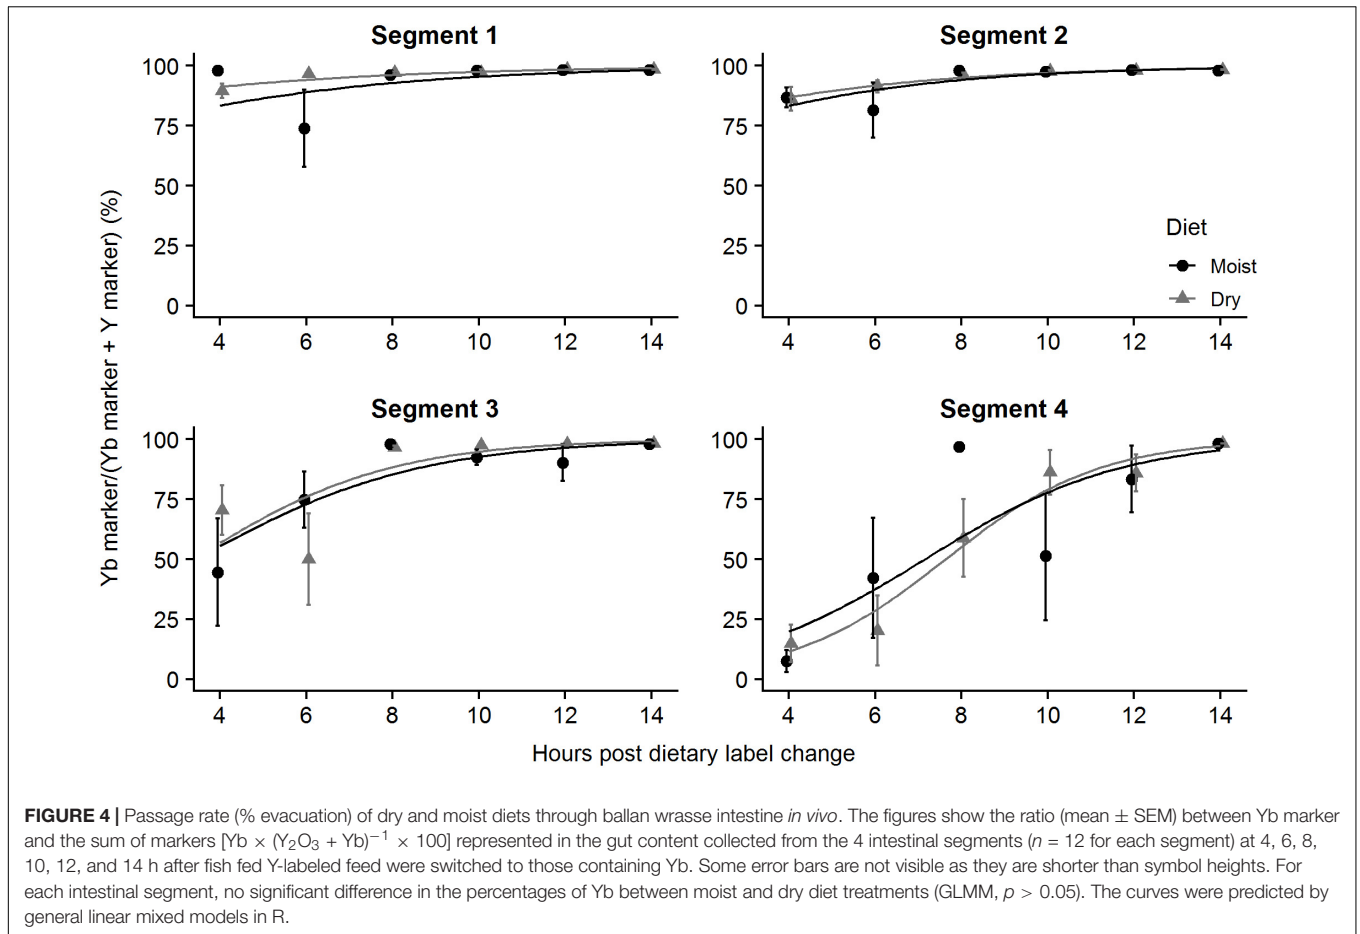 Segment 1
Segment 2
100
75
50
25
0
4 6 8 10 12 14
100
75
50
25
0
4 6 8 10 12 14
Diet
Moist
Dry
Yb marker/(Yb marker + Y marker) (%)
Segment 3
Segment 4
100
75
50
25
0
4 6 8 10 12 14
100
75
50
25
0
4 6 8 10 12 14
Hours post dietary label change
FIGURE 4 | Passage rate (% evacuation) of dry and moist diets through ballan wrasse intestine in vivo. The figures show the ratio (mean ± SEM) between Yb marker
and the sum of markers [Yb × (Y₂O₃ + Yb)⁻¹ × 100] represented in the gut content collected from the 4 intestinal segments (n = 12 for each segment) at 4, 6, 8,
10, 12, and 14 h after fish fed Y-labeled feed were switched to those containing Yb. Some error bars are not visible as they are shorter than symbol heights. For
each intestinal segment, no significant difference in the percentages of Yb between moist and dry diet treatments (GLMM, p > 0.05). The curves were predicted by
general linear mixed models in R.